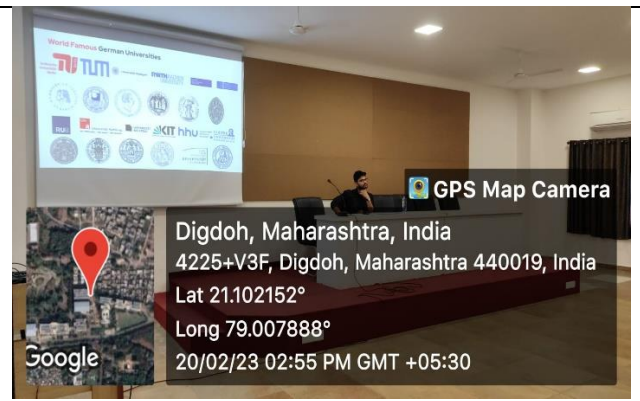 World Famous German Universities
TUM
KIT hhu
GPS Map Camera
Digdoh, Maharashtra, India
4225+V3F, Digdoh, Maharashtra 440019, India
Lat 21.102152°
Long 79.007888°
20/02/23 02:55 PM GMT +05:30
Google